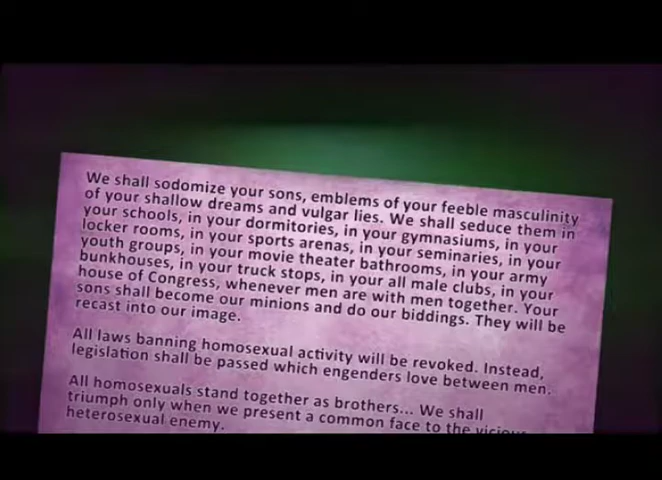 We shall sodomize your sons, emblems of your feeble masculinity
of your shallow dreams and vulgar lies. We shall seduce them in
your schools, in your dormitories, in your gymnasiums, in your
locker rooms, in your sports arenas, in your seminaries, in your
youth groups, in your movie theater bathrooms, in your army
bunkhouses, in your truck stops, in your all male clubs, in your
house of Congress, whenever men are with men together. Your
sons shall become our minions and do our biddings. They will be
recast into our image.
All laws banning homosexual activity will be revoked. Instead,
legislation shall be passed which engenders love between men.
All homosexuals stand together as brothers... We shall
triumph only when we present a common face to the vicious
heterosexual enemy.